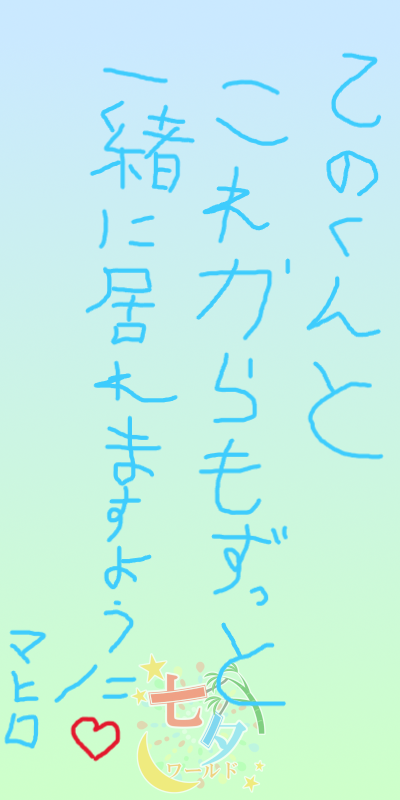 てのくんと
これからもずっと
一緒に居れますように
マヒロ
七夕
ワールド